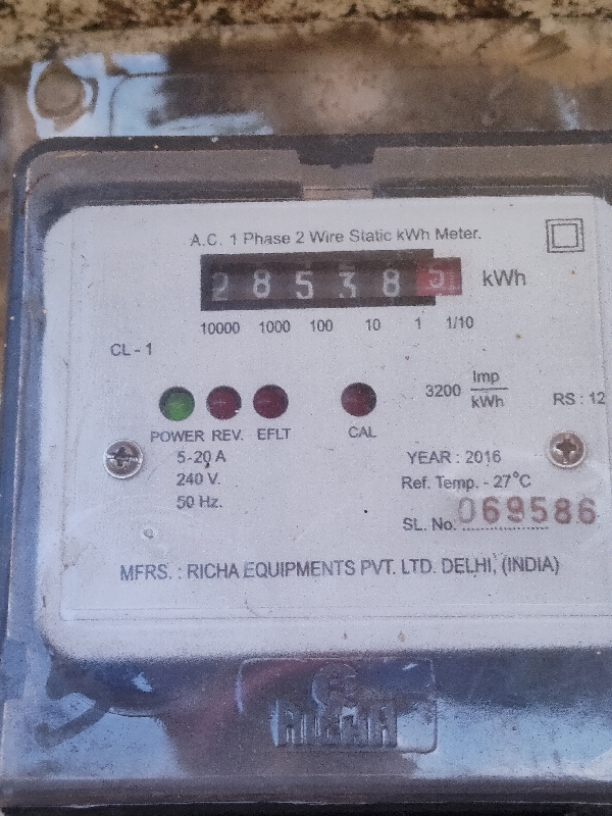 A.C. 1 Phase 2 Wire Static kWh Meter.
2 8 5 3 8 5 kWh
10000 1000 100 10 1 1/10
CL - 1
3200 Imp/kWh
RS : 12
POWER REV. EFLT CAL
5-20 A
240 V.
50 Hz.
YEAR : 2016
Ref. Temp. - 27°C
SL. No. 069586
MFRS. : RICHA EQUIPMENTS PVT. LTD. DELHI, (INDIA)
RICHA